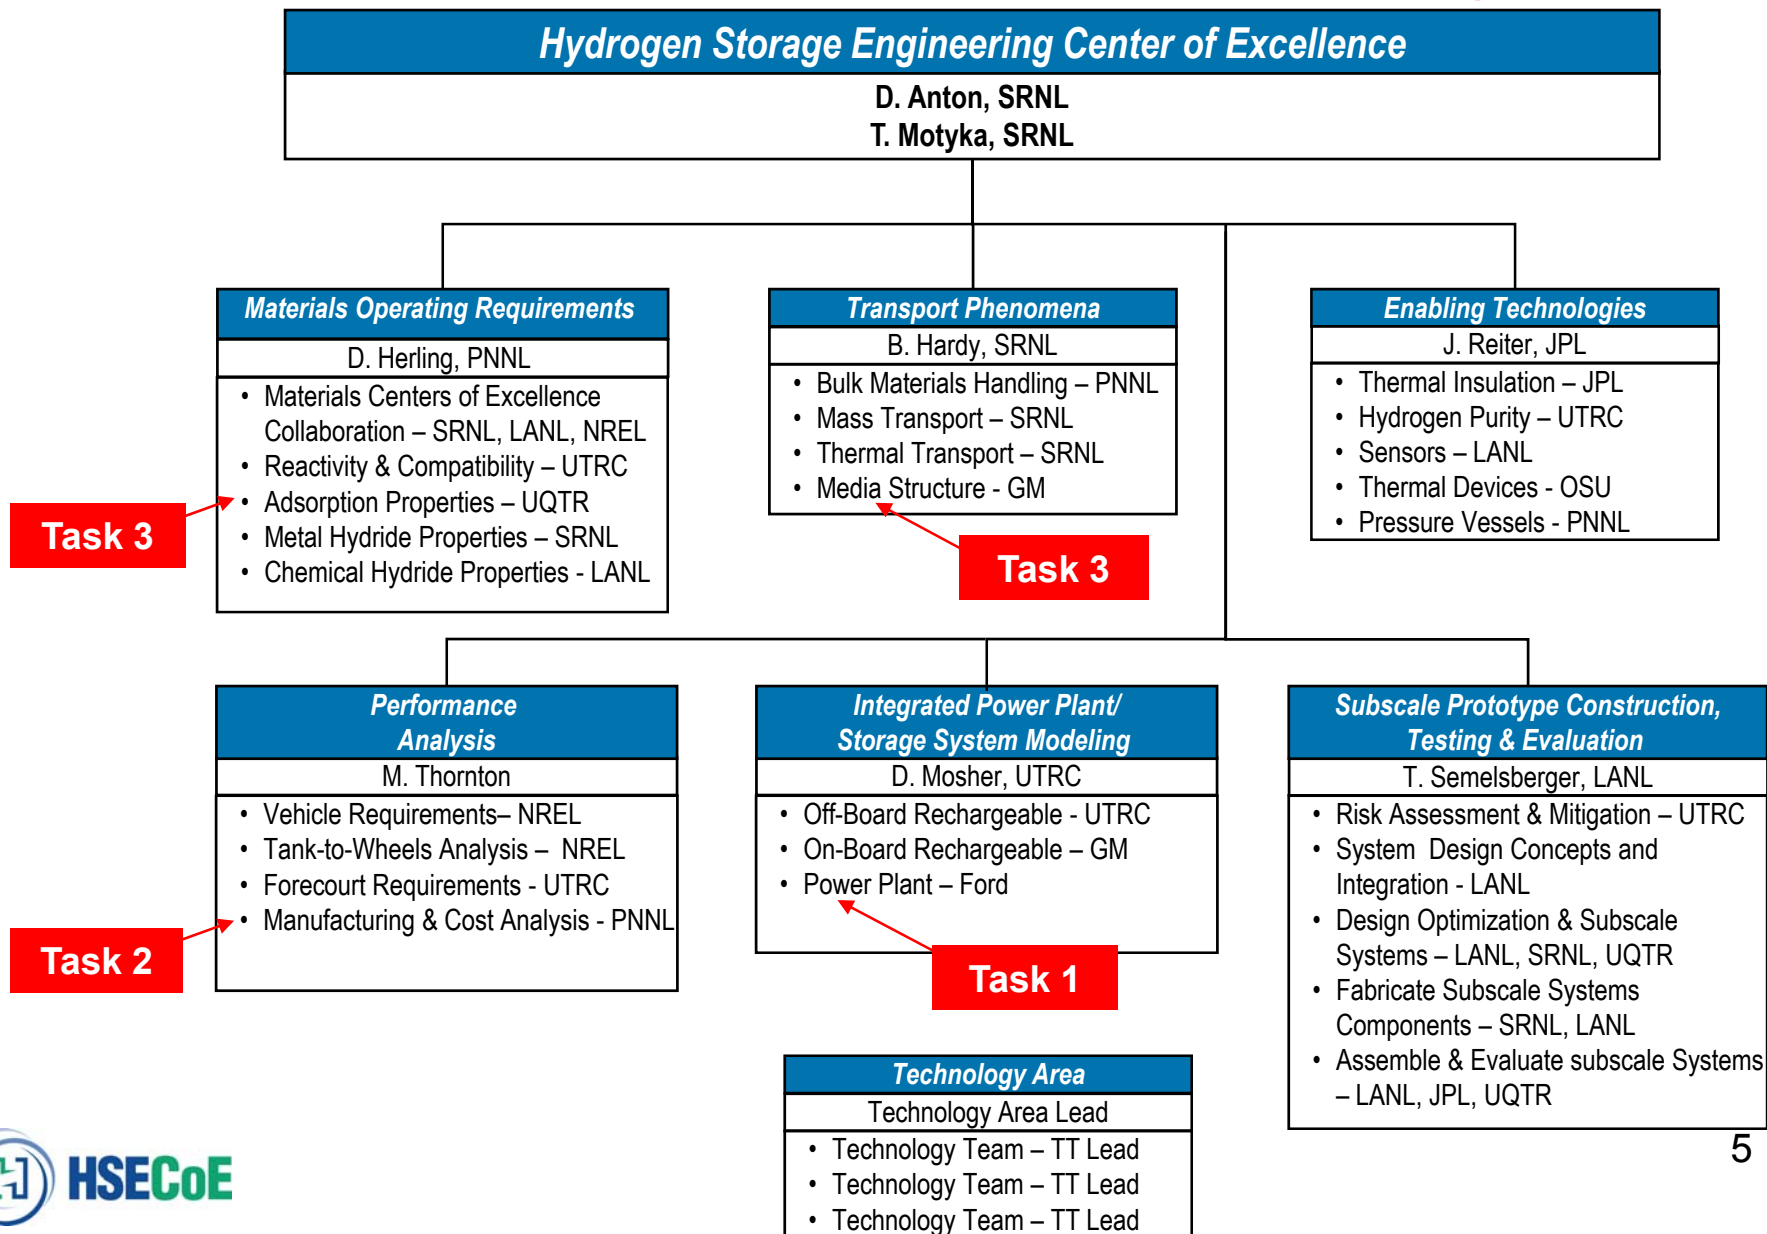 Hydrogen Storage Engineering Center of Excellence
D. Anton, SRNL
T. Motyka, SRNL
Materials Operating Requirements
D. Herling, PNNL
• Materials Centers of Excellence
Collaboration – SRNL, LANL, NREL
• Reactivity & Compatibility – UTRC
• Adsorption Properties – UQTR
• Metal Hydride Properties – SRNL
• Chemical Hydride Properties - LANL
Task 3
Transport Phenomena
B. Hardy, SRNL
• Bulk Materials Handling – PNNL
• Mass Transport – SRNL
• Thermal Transport – SRNL
• Media Structure - GM
Task 3
Enabling Technologies
J. Reiter, JPL
• Thermal Insulation – JPL
• Hydrogen Purity – UTRC
• Sensors – LANL
• Thermal Devices - OSU
• Pressure Vessels - PNNL
Performance
Analysis
M. Thornton
• Vehicle Requirements– NREL
• Tank-to-Wheels Analysis – NREL
• Forecourt Requirements - UTRC
• Manufacturing & Cost Analysis - PNNL
Task 2
Integrated Power Plant/
Storage System Modeling
D. Mosher, UTRC
• Off-Board Rechargeable - UTRC
• On-Board Rechargeable – GM
• Power Plant – Ford
Task 1
Subscale Prototype Construction,
Testing & Evaluation
T. Semelsberger, LANL
• Risk Assessment & Mitigation – UTRC
• System Design Concepts and
Integration - LANL
• Design Optimization & Subscale
Systems – LANL, SRNL, UQTR
• Fabricate Subscale Systems
Components – SRNL, LANL
• Assemble & Evaluate subscale Systems
– LANL, JPL, UQTR
Technology Area
Technology Area Lead
• Technology Team – TT Lead
• Technology Team – TT Lead
• Technology Team – TT Lead
HSECoE
5